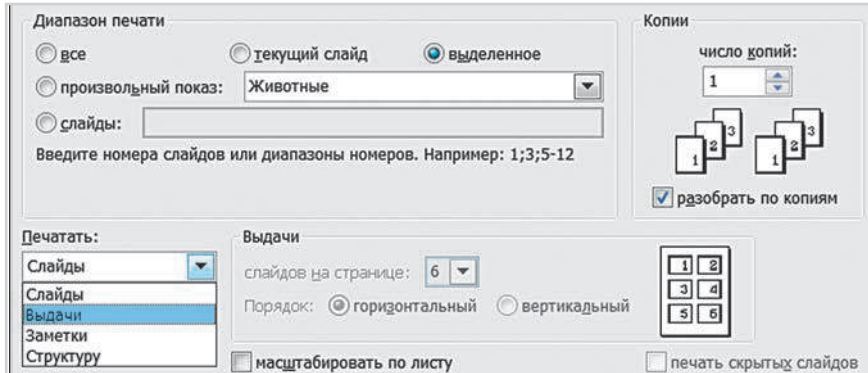 Диапазон печати
все
текущий слайд
выделенное
произвольный показ:
Животные
слайды:
Введите номера слайдов или диапазоны номеров. Например: 1;3;5-12
Копии
число копий:
1
1 2 3 1 2 3
разобрать по копиям
Печатать:
Слайды
Слайды
Выдачи
Заметки
Структуру
Выдачи
слайдов на странице: 6
Порядок: горизонтальный вертикальный
1 2
3 4
5 6
масштабировать по листу
печать скрытых слайдов